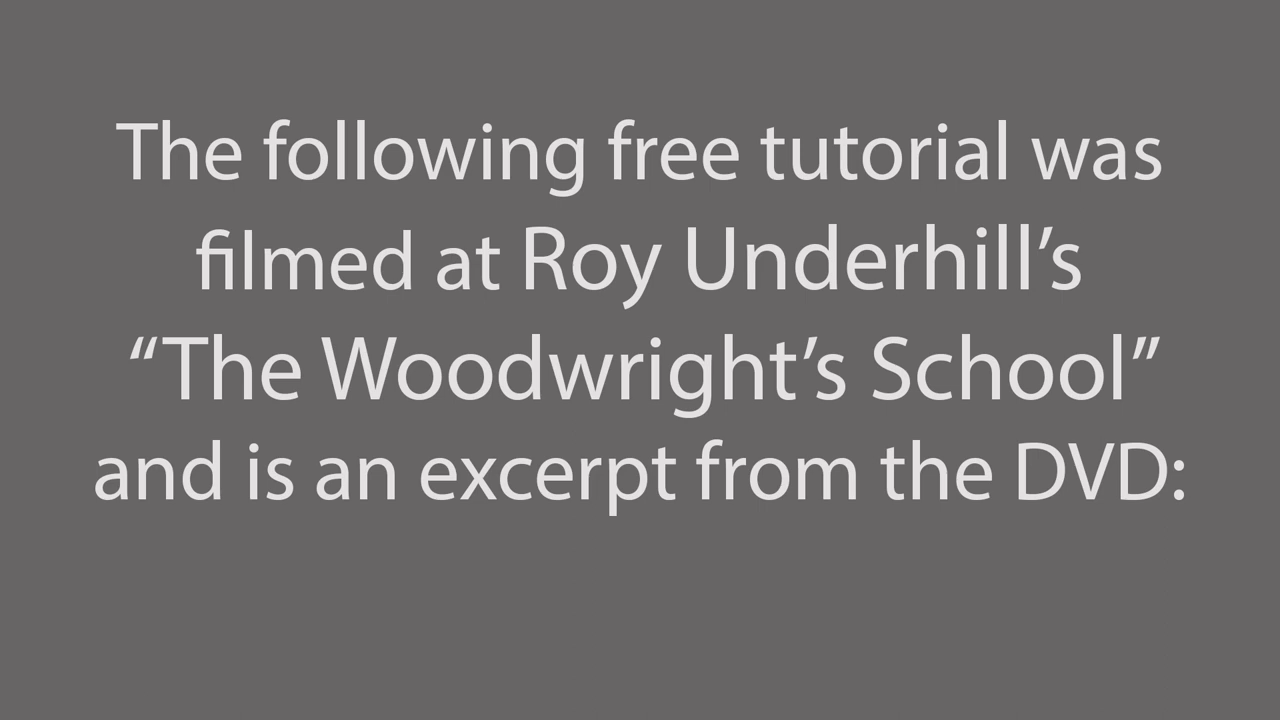 The following free tutorial was
filmed at Roy Underhill’s
“The Woodwright’s School”
and is an excerpt from the DVD: